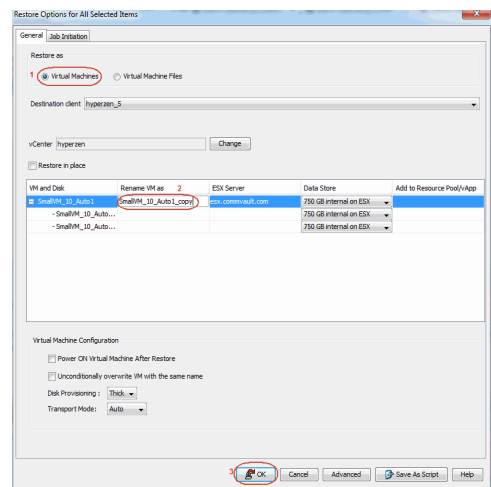 Restore Options for All Selected Items
General Job Initiation
Restore as
1 Virtual Machines Virtual Machine Files
Destination client hyperzen_5
vCenter hyperzen Change
Restore in place
VM and Disk Rename VM as 2 ESX Server Data Store Add to Resource Pool/vApp
SmallVM_10_Auto1 SmallVM_10_Auto1_copy esx.commvault.com 750 GB internal on ESX
-SmallVM_10_Auto... 750 GB internal on ESX
-SmallVM_10_Auto... 750 GB internal on ESX
Virtual Machine Configuration
Power ON Virtual Machine After Restore
Unconditionally overwrite VM with the same name
Disk Provisioning : Thick
Transport Mode: Auto
3 OK Cancel Advanced Save As Script Help